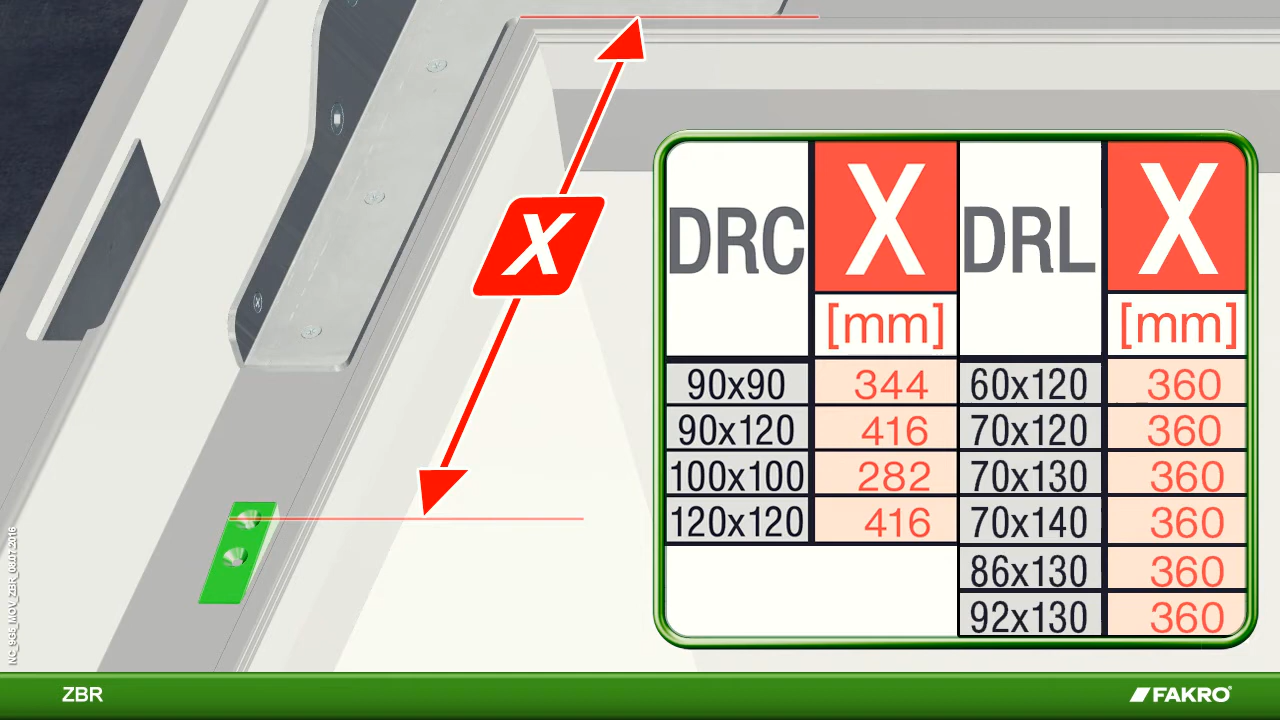 X
DRC X DRL X
[mm] [mm]
90x90 344 60x120 360
90x120 416 70x120 360
100x100 282 70x130 360
120x120 416 70x140 360
86x130 360
92x130 360
ZBR
FAKRO®